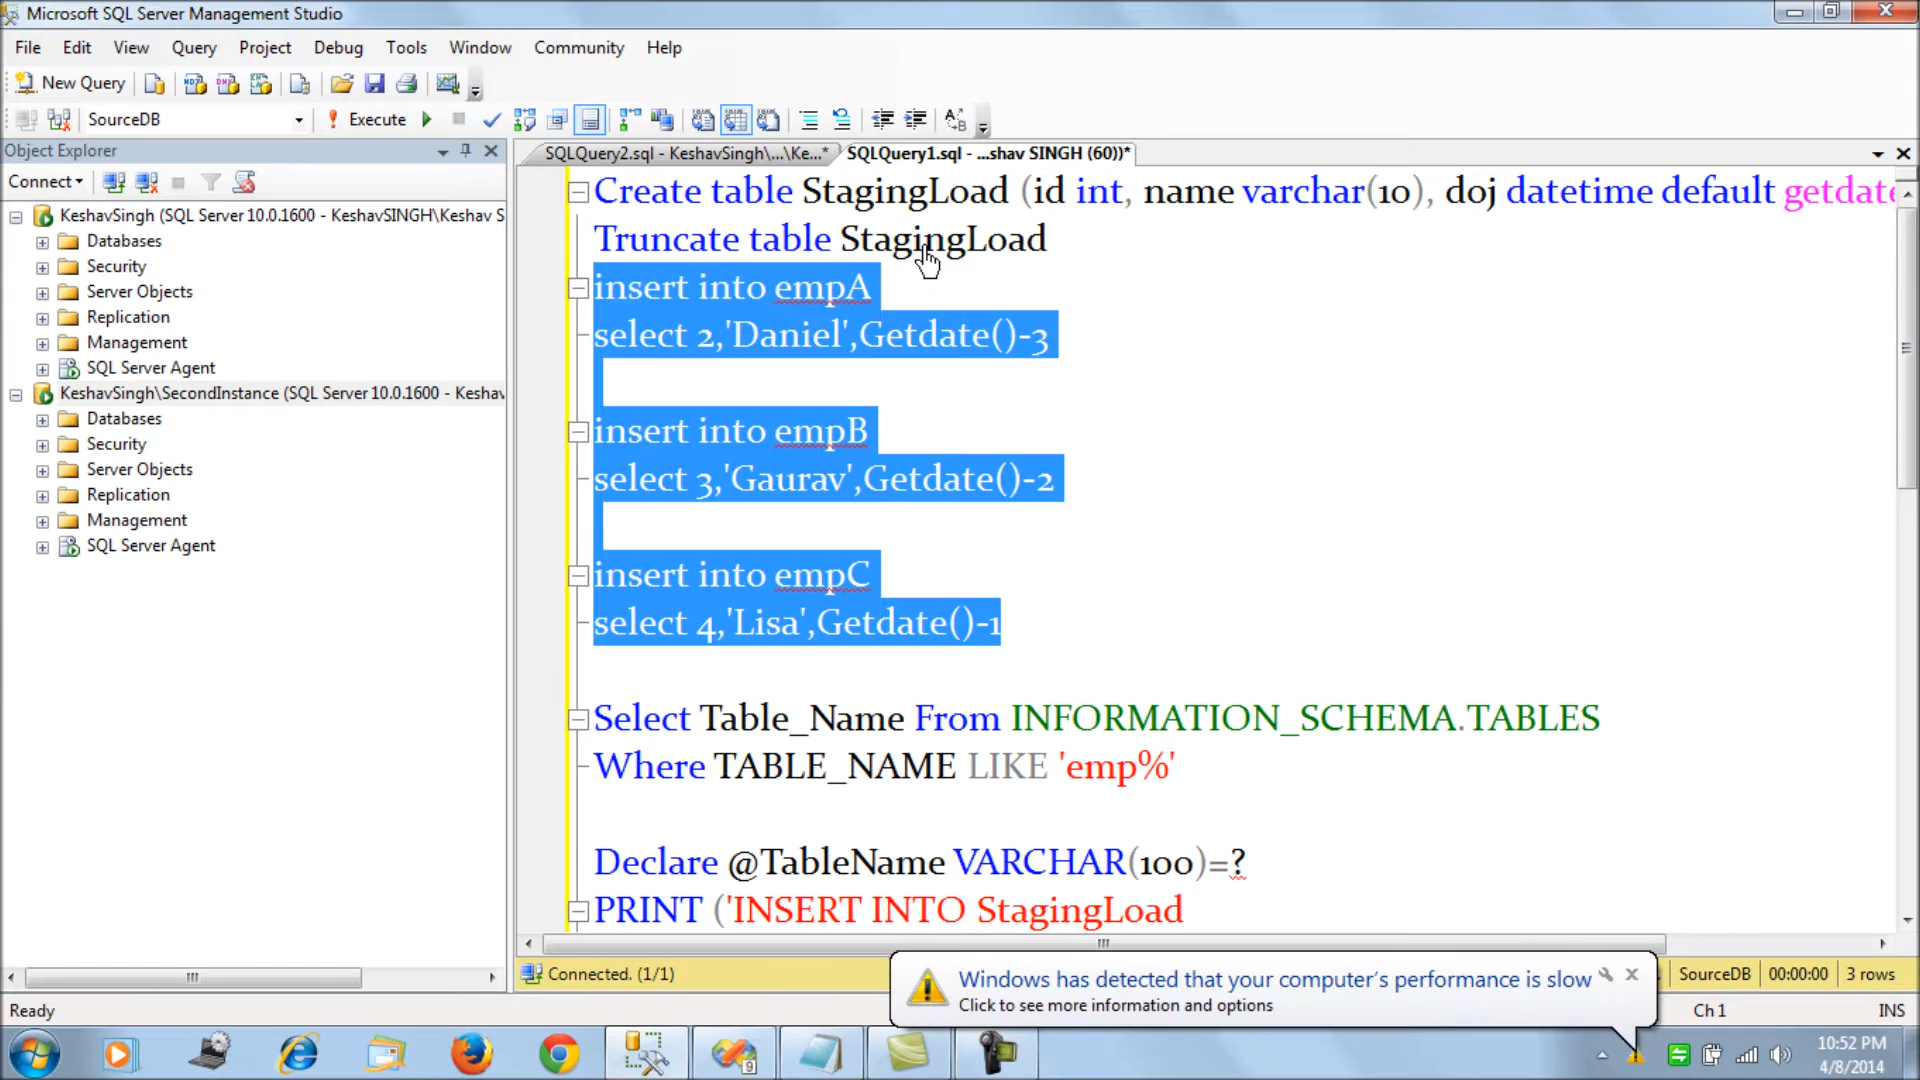 Microsoft SQL Server Management Studio
File Edit View Query Project Debug Tools Window Community Help
New Query
SourceDB Execute
Object Explorer
SQLQuery2.sql - KeshavSingh\...\Ke...* SQLQuery1.sql - ...shav SINGH (60))*
Connect
KeshavSingh (SQL Server 10.0.1600 - KeshavSINGH\Keshav S
Databases
Security
Server Objects
Replication
Management
SQL Server Agent
KeshavSingh\SecondInstance (SQL Server 10.0.1600 - Keshav
Databases
Security
Server Objects
Replication
Management
SQL Server Agent
Create table StagingLoad (id int, name varchar(10), doj datetime default getdate
Truncate table StagingLoad
insert into empA
select 2,'Daniel',Getdate()-3
insert into empB
select 3,'Gaurav',Getdate()-2
insert into empC
select 4,'Lisa',Getdate()-1
Select Table_Name From INFORMATION_SCHEMA.TABLES
Where TABLE_NAME LIKE 'emp%'
Declare @TableName VARCHAR(100)=?
PRINT ('INSERT INTO StagingLoad
Connected. (1/1)
SourceDB 00:00:00 3 rows
Windows has detected that your computer's performance is slow
Click to see more information and options
Ready
Ch 1
INS
9
10:52 PM
4/8/2014